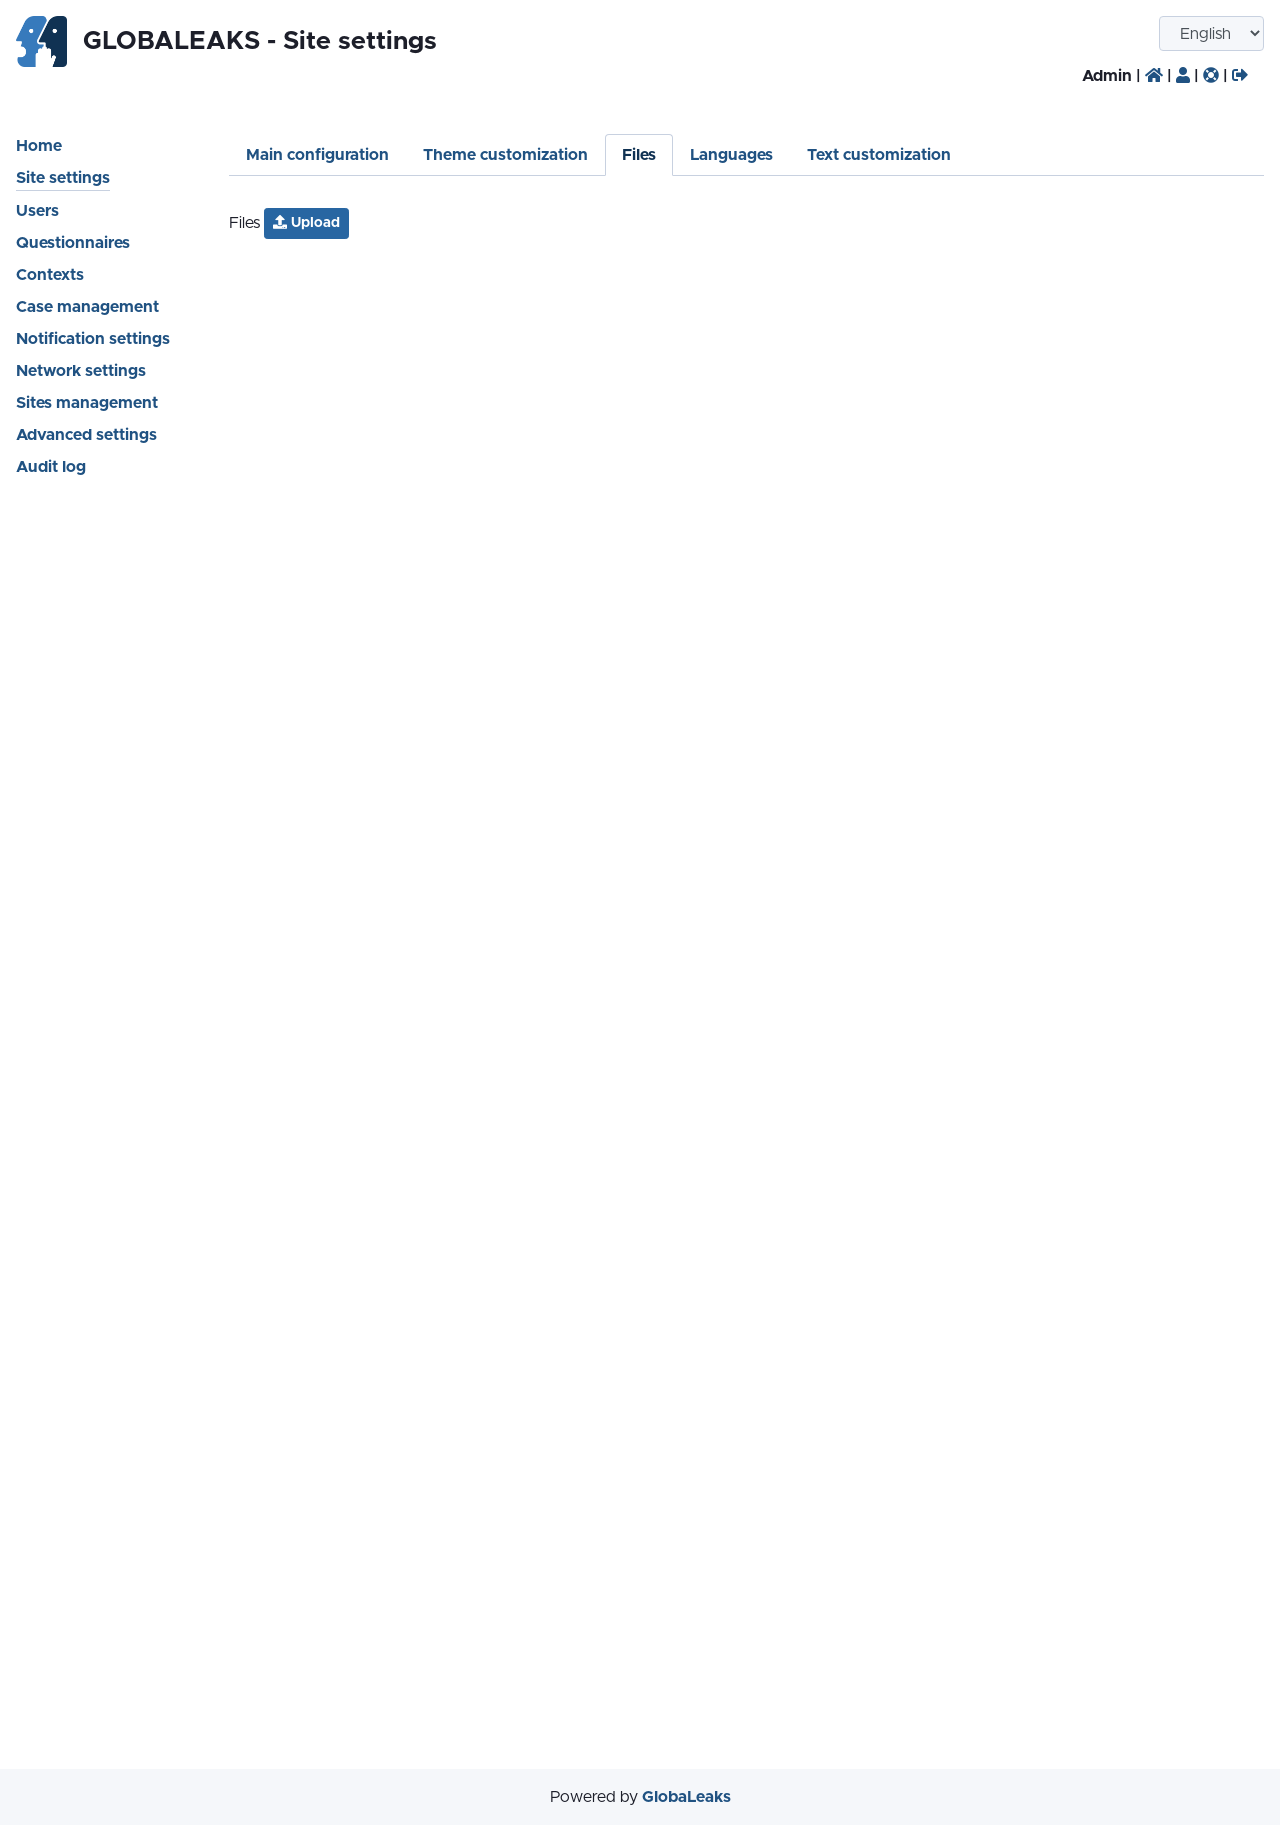 GLOBALEAKS - Site settings
English
Admin | | | |
Home
Site settings
Users
Questionnaires
Contexts
Case management
Notification settings
Network settings
Sites management
Advanced settings
Audit log
Main configuration Theme customization Files Languages Text customization
Files Upload
Powered by GlobaLeaks